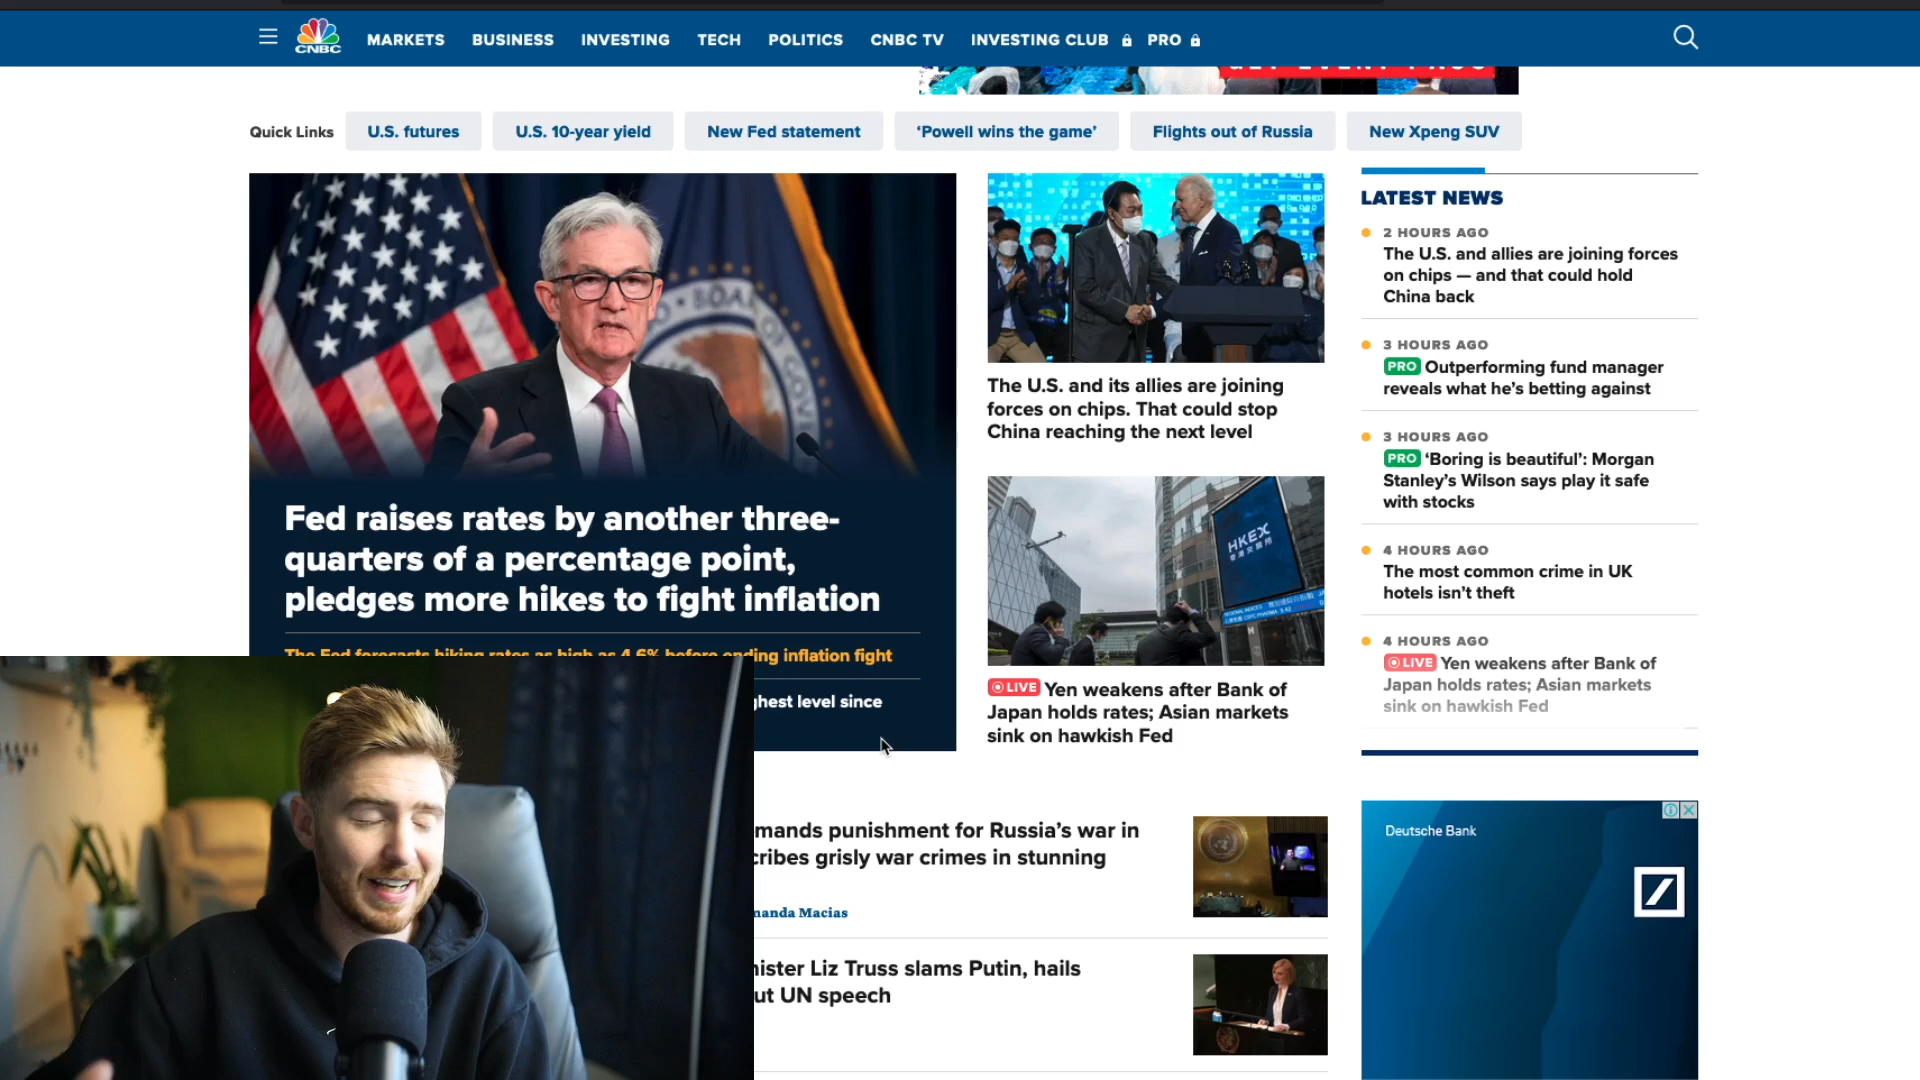 CNBC
MARKETS
BUSINESS
INVESTING
TECH
POLITICS
CNBC TV
INVESTING CLUB
PRO
Quick Links
U.S. futures
U.S. 10-year yield
New Fed statement
‘Powell wins the game’
Flights out of Russia
New Xpeng SUV
Fed raises rates by another three-
quarters of a percentage point,
pledges more hikes to fight inflation
The Fed forecasts hiking rates as high as 4.6% before ending inflation fight
ghest level since
The U.S. and its allies are joining
forces on chips. That could stop
China reaching the next level
HKEX
LIVE Yen weakens after Bank of
Japan holds rates; Asian markets
sink on hawkish Fed
mands punishment for Russia’s war in
cribes grisly war crimes in stunning
manda Macias
nister Liz Truss slams Putin, hails
ut UN speech
LATEST NEWS
2 HOURS AGO
The U.S. and allies are joining forces
on chips — and that could hold
China back
3 HOURS AGO
PRO Outperforming fund manager
reveals what he’s betting against
3 HOURS AGO
PRO ‘Boring is beautiful’: Morgan
Stanley’s Wilson says play it safe
with stocks
4 HOURS AGO
The most common crime in UK
hotels isn’t theft
4 HOURS AGO
LIVE Yen weakens after Bank of
Japan holds rates; Asian markets
sink on hawkish Fed
Deutsche Bank